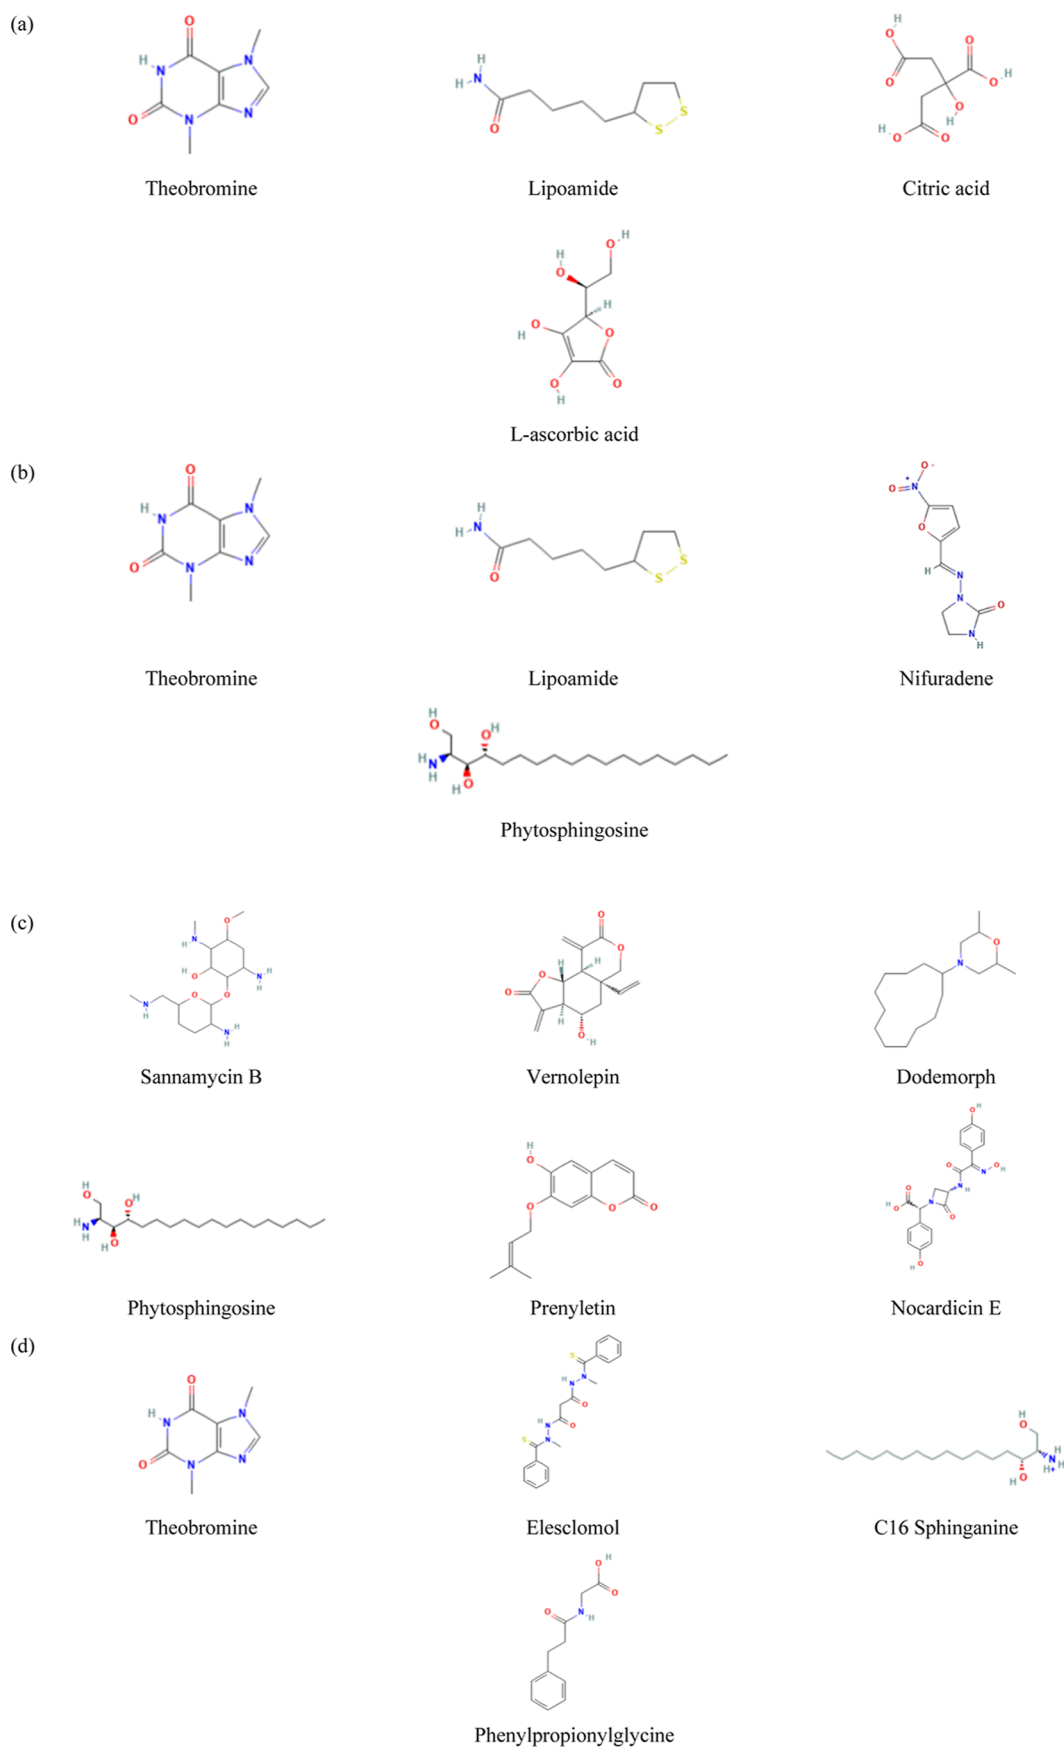 (a)
Theobromine Lipoamide Citric acid
L-ascorbic acid
(b)
Theobromine Lipoamide Nifuradene
Phytosphingosine
(c)
Sannamycin B Vernolepin Dodemorph
Phytosphingosine Prenyletin Nocardicin E
(d)
Theobromine Elesclomol C16 Sphinganine
Phenylpropionylglycine